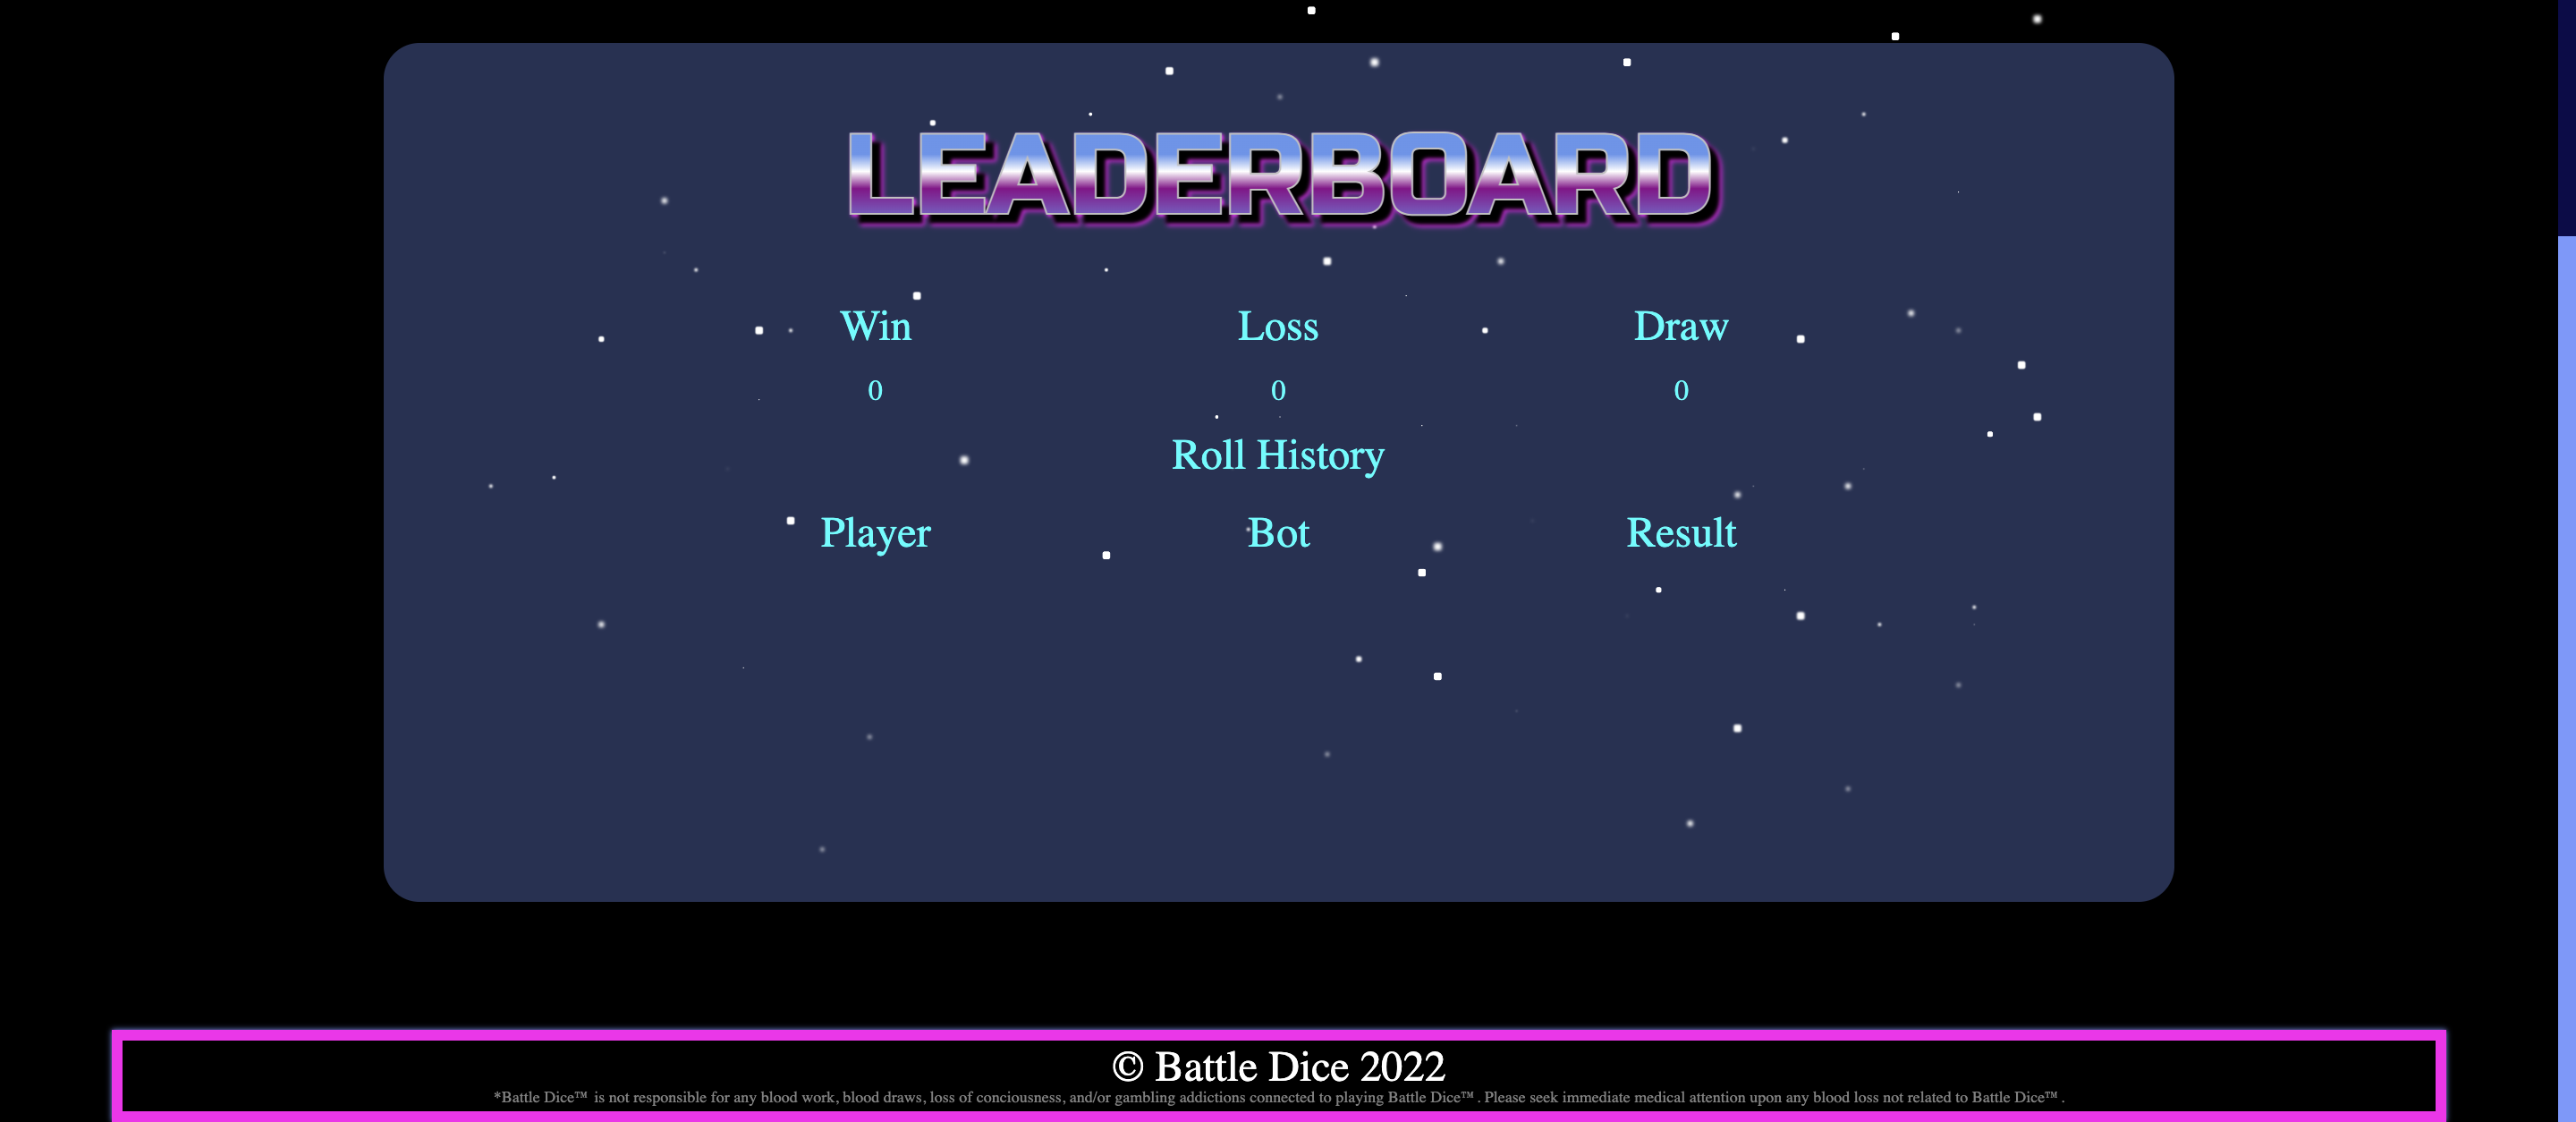 LEADERBOARD
Win Loss Draw
0 0 0
Roll History
Player Bot Result
© Battle Dice 2022
*Battle Dice™ is not responsible for any blood work, blood draws, loss of conciousness, and/or gambling addictions connected to playing Battle Dice™ . Please seek immediate medical attention upon any blood loss not related to Battle Dice™ .